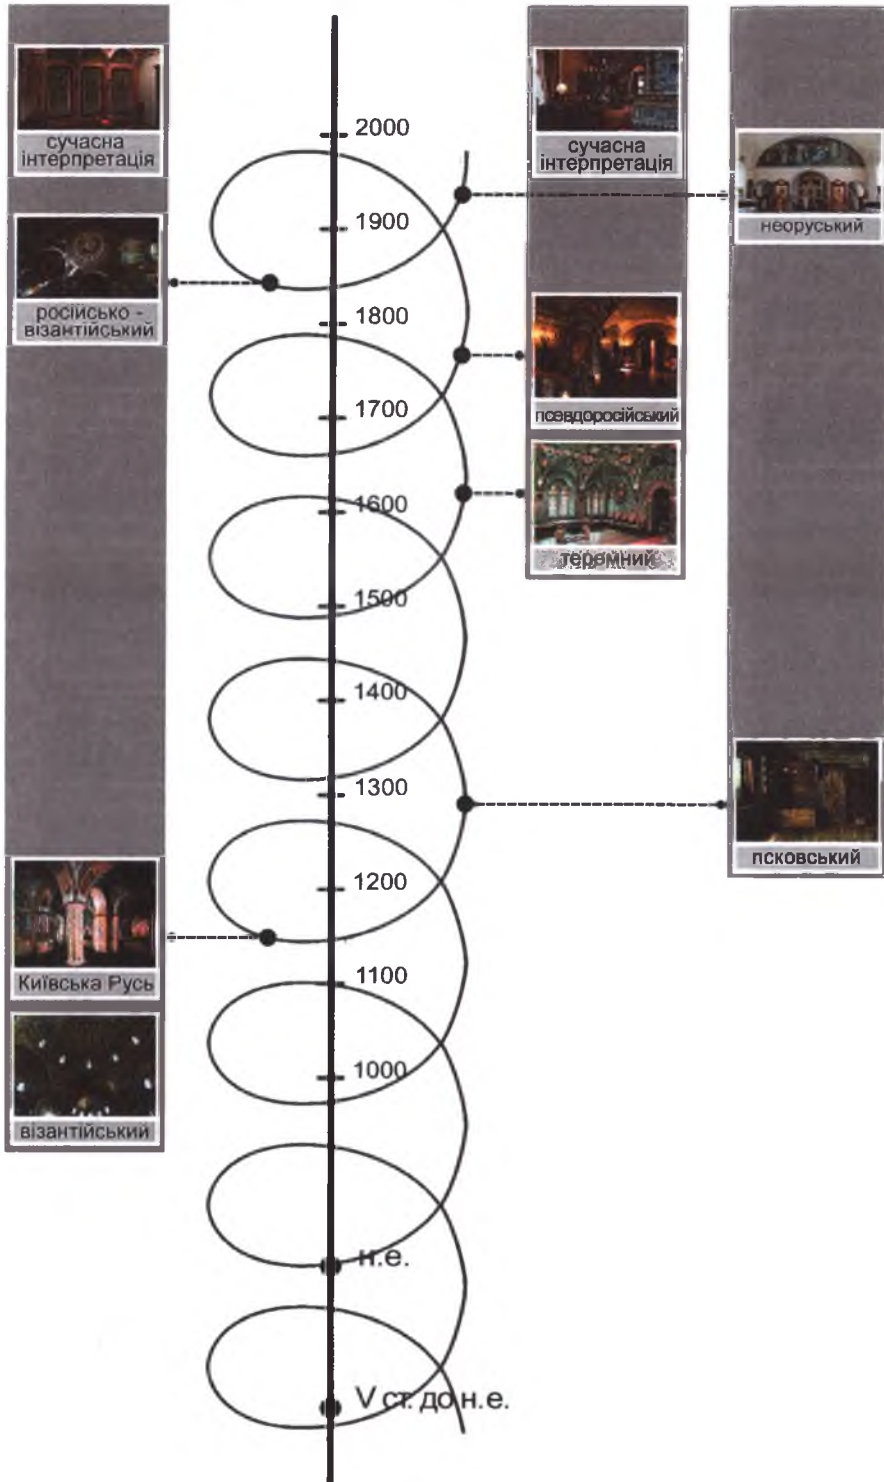 сучасна
інтерпретація
російсько -
візантійський
Київська Русь
візантійський
2000
1900
1800
1700
1600
1500
1400
1300
1200
1100
1000
н.е.
V ст. до н.е.
сучасна
інтерпретація
псевдоросійський
теремний
неоруський
псковський